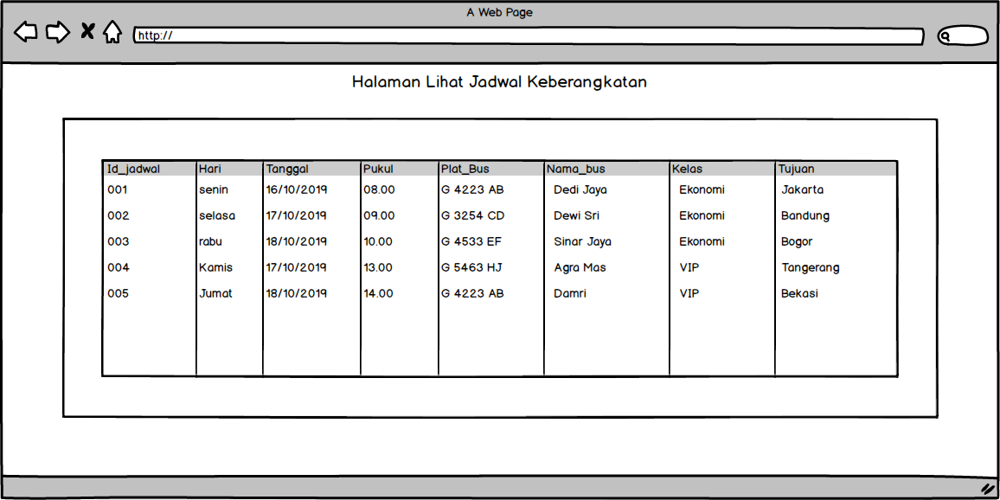 A Web Page
http://
Halaman Lihat Jadwal Keberangkatan
Id_jadwal Hari Tanggal Pukul Plat_Bus Nama_bus Kelas Tujuan
001 senin 16/10/2019 08.00 G 4223 AB Dedi Jaya Ekonomi Jakarta
002 selasa 17/10/2019 09.00 G 3254 CD Dewi Sri Ekonomi Bandung
003 rabu 18/10/2019 10.00 G 4533 EF Sinar Jaya Ekonomi Bogor
004 Kamis 17/10/2019 13.00 G 5463 HJ Agra Mas VIP Tangerang
005 Jumat 18/10/2019 14.00 G 4223 AB Damri VIP Bekasi